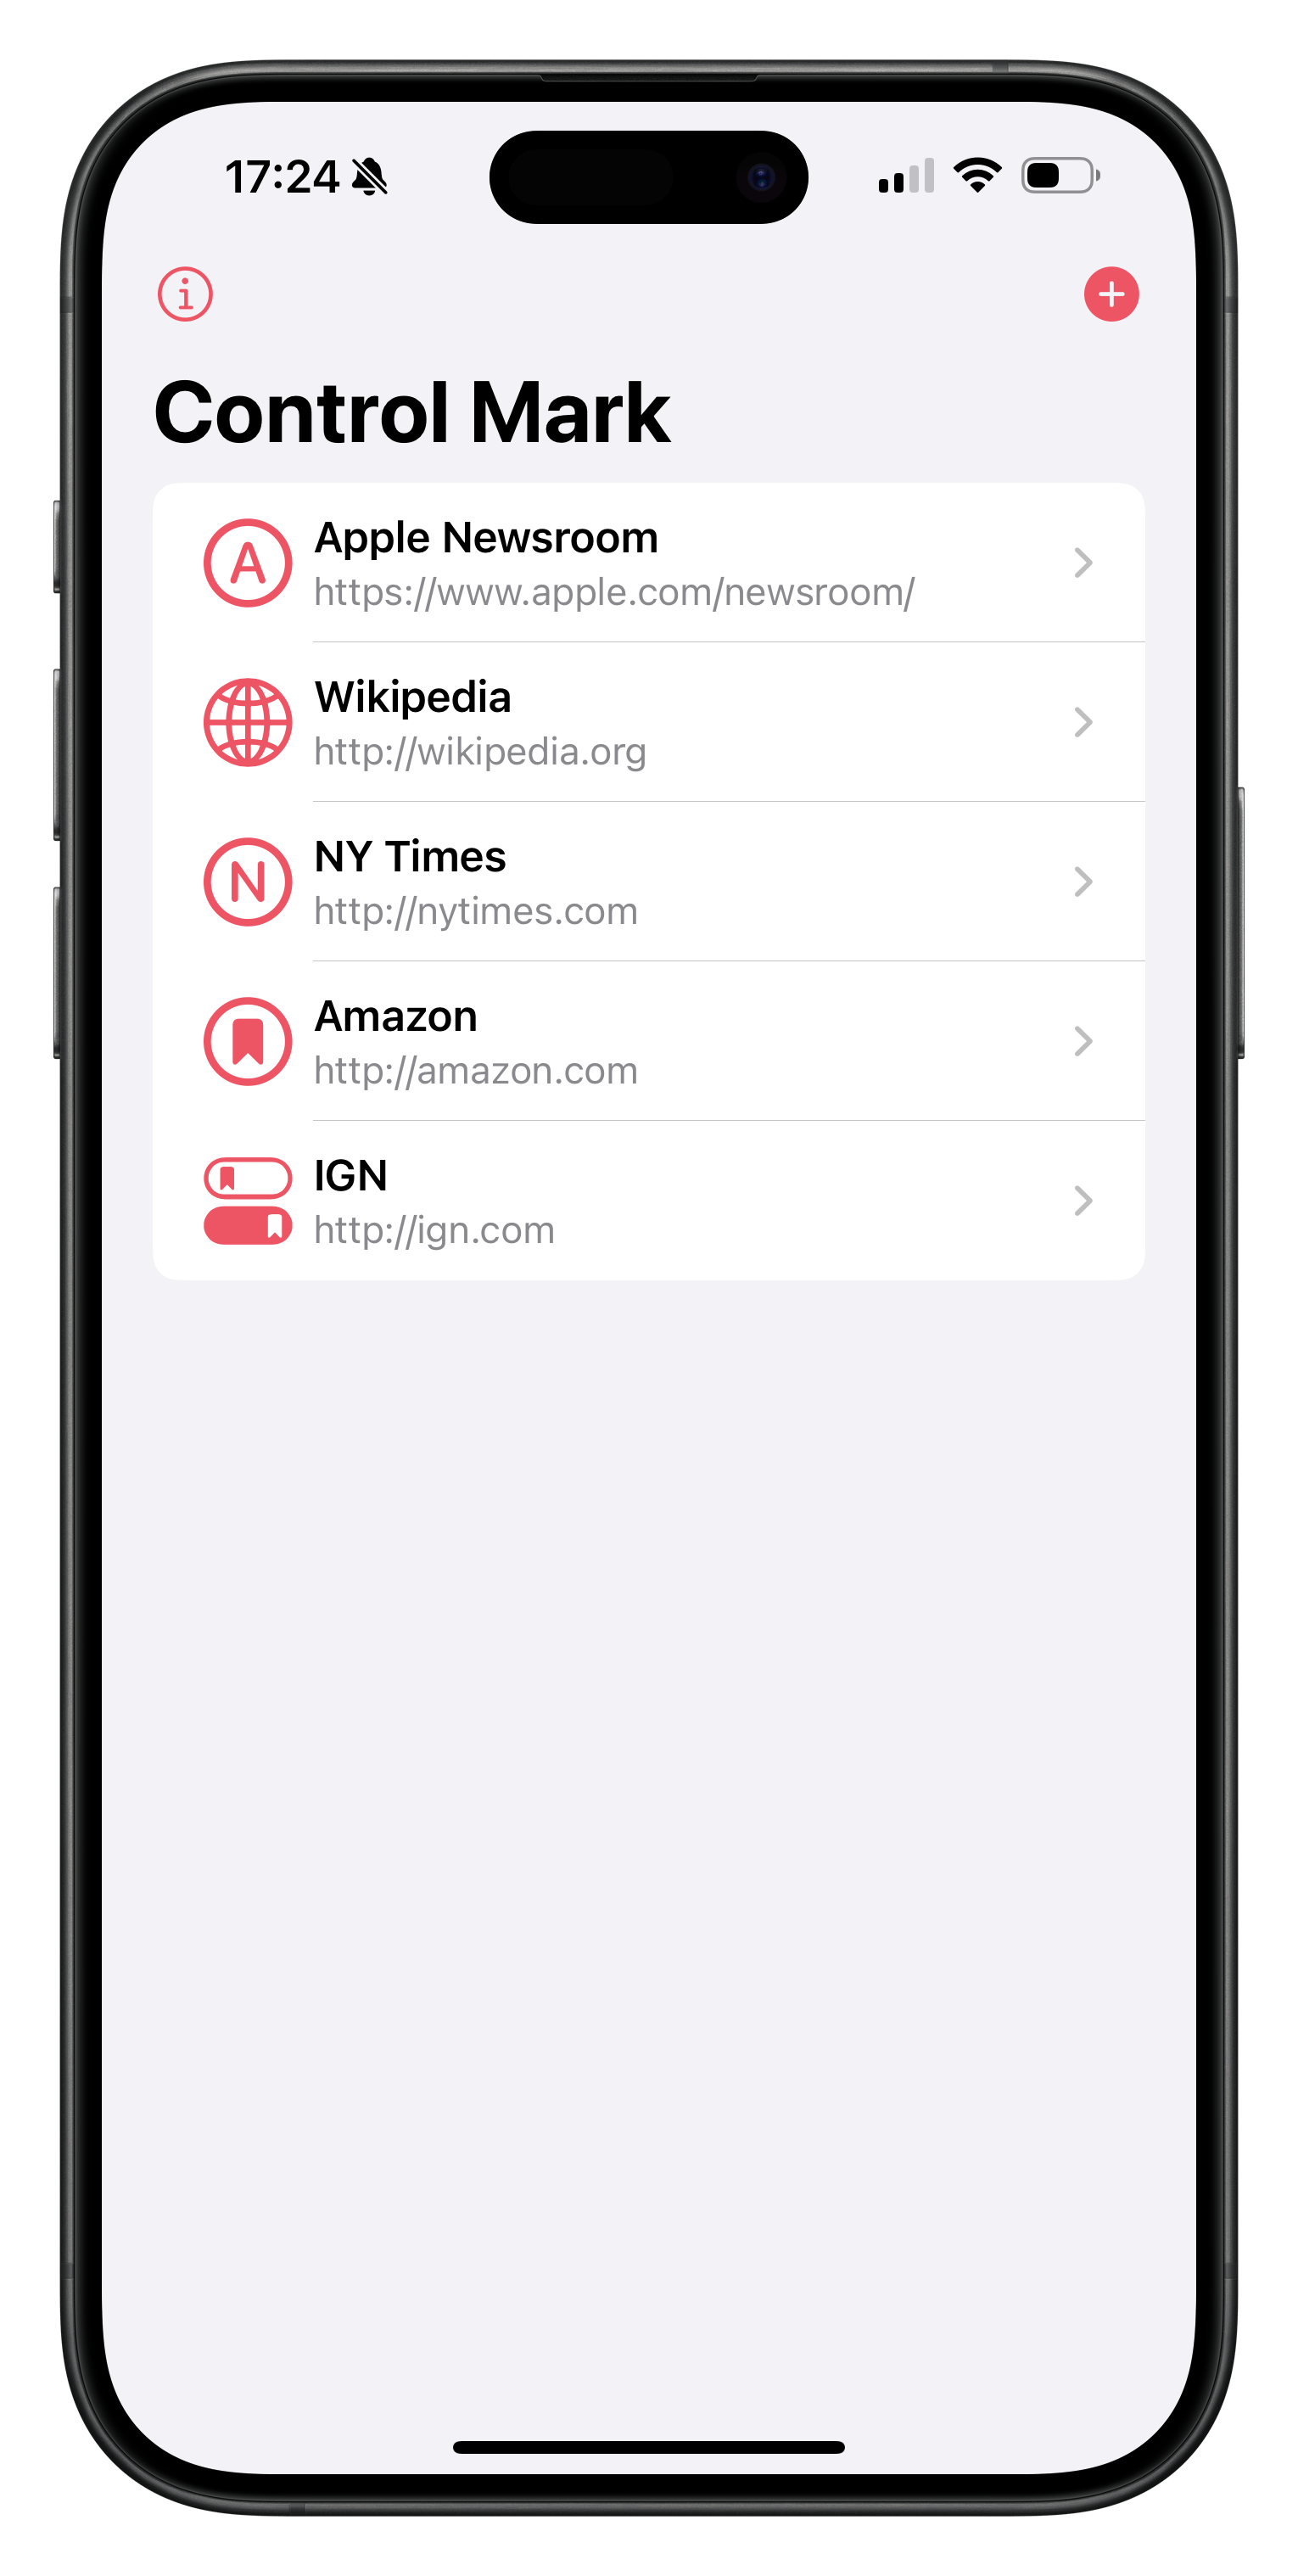 17:24
Control Mark
A
Apple Newsroom
https://www.apple.com/newsroom/
Wikipedia
http://wikipedia.org
N
NY Times
http://nytimes.com
Amazon
http://amazon.com
IGN
http://ign.com